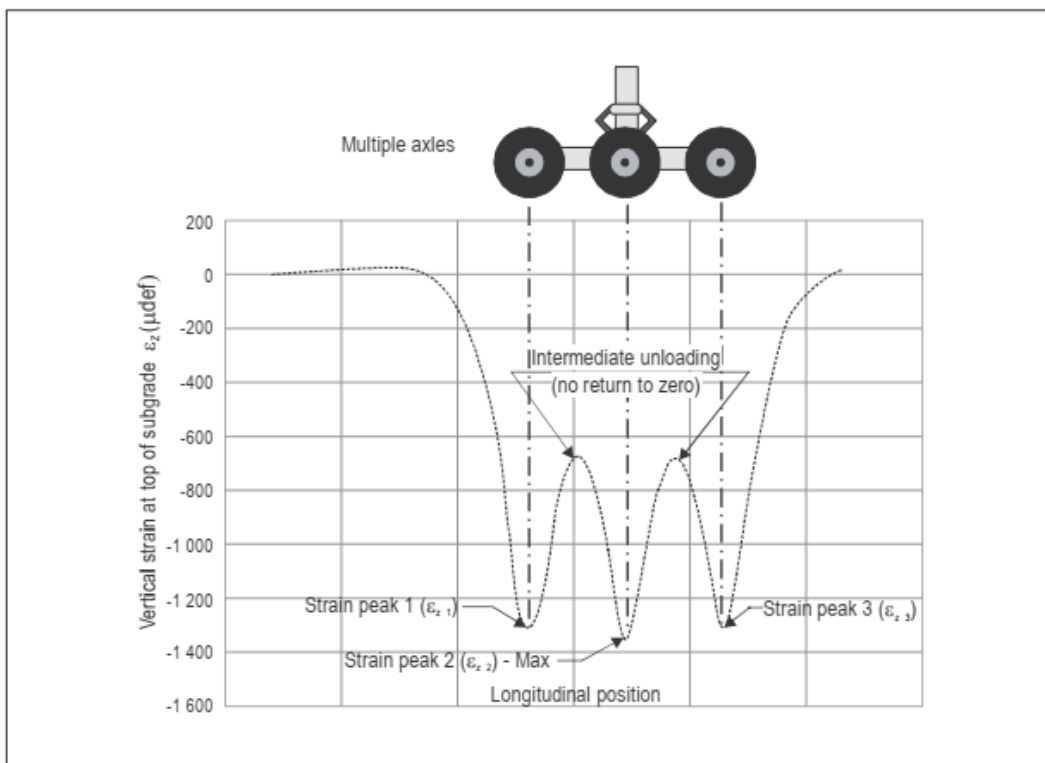 Multiple axles
Vertical strain at top of subgrade εz (μdef)
200
0
-200
-400
-600
-800
-1 000
-1 200
-1 400
-1 600
Intermediate unloading
(no return to zero)
Strain peak 1 (εz 1)
Strain peak 3 (εz 3)
Strain peak 2 (εz 2) - Max
Longitudinal position